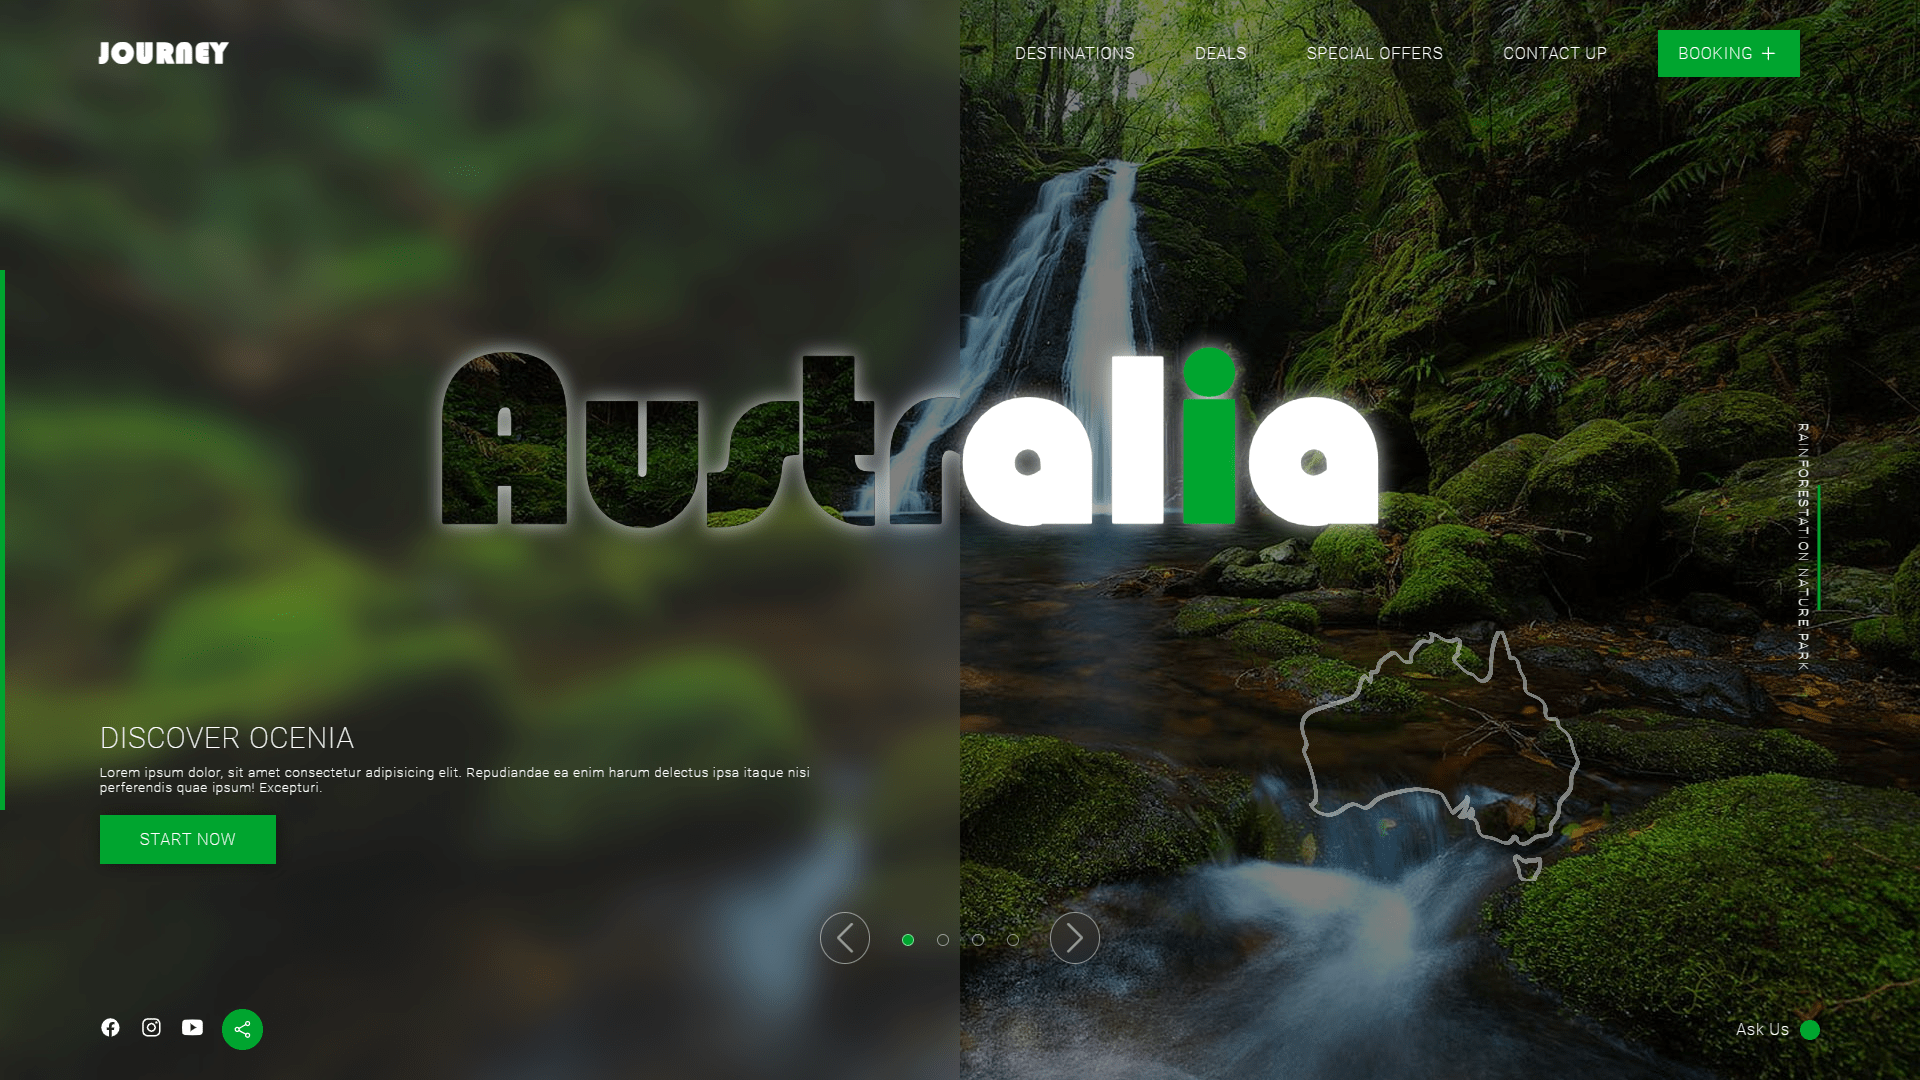 JOURNEY
DESTINATIONS
DEALS
SPECIAL OFFERS
CONTACT UP
BOOKING +
Australia
RAINFORESTATION NATURE PARK
DISCOVER OCENIA
Lorem ipsum dolor, sit amet consectetur adipisicing elit. Repudiandae ea enim harum delectus ipsa itaque nisi
perferendis quae ipsum! Excepturi.
START NOW
Ask Us